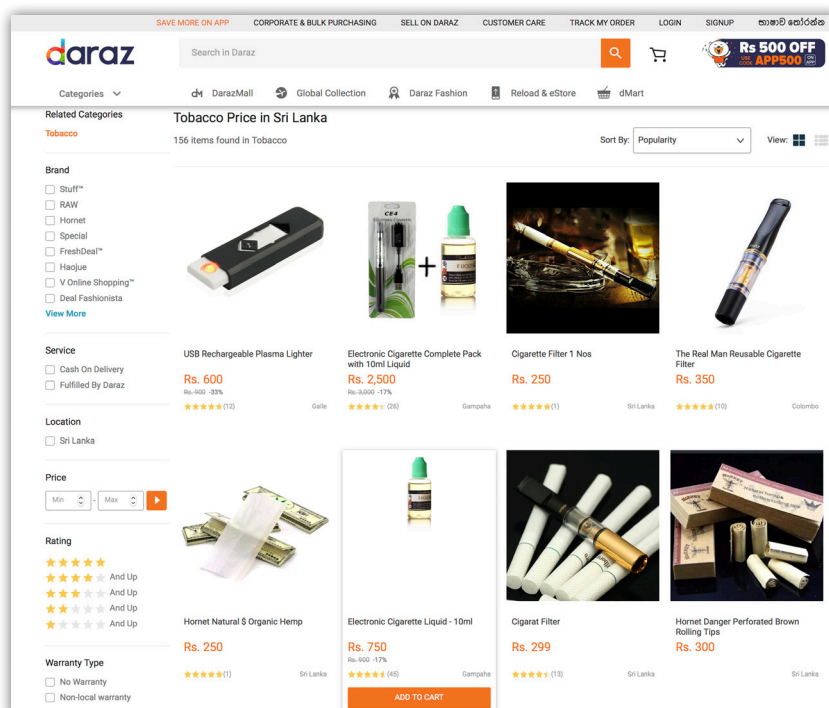 SAVE MORE ON APP CORPORATE & BULK PURCHASING SELL ON DARAZ CUSTOMER CARE TRACK MY ORDER LOGIN SIGNUP භාෂාව තෝරන්න
daraz
Search in Daraz
Rs 500 OFF
USE CODE APP500 ON APP
Categories
DarazMall Global Collection Daraz Fashion Reload & eStore dMart
Related Categories
Tobacco
Tobacco Price in Sri Lanka
156 items found in Tobacco
Sort By: Popularity View:
Brand
Stuff™
RAW
Hornet
Special
FreshDeal™
Haojue
V Online Shopping™
Deal Fashionista
View More
Service
Cash On Delivery
Fulfilled By Daraz
Location
Sri Lanka
Price
Min - Max
Rating
And Up
And Up
And Up
And Up
Warranty Type
No Warranty
Non-local warranty
CE4
+
USB Rechargeable Plasma Lighter
Rs. 600
Rs. 900 -33%
(12) Galle
Electronic Cigarette Complete Pack
with 10ml Liquid
Rs. 2,500
Rs. 3,000 -17%
(26) Gampaha
Cigarette Filter 1 Nos
Rs. 250
(1) Sri Lanka
The Real Man Reusable Cigarette
Filter
Rs. 350
(10) Colombo
Hornet Natural $ Organic Hemp
Rs. 250
(1) Sri Lanka
Electronic Cigarette Liquid - 10ml
Rs. 750
Rs. 900 -17%
(45) Gampaha
ADD TO CART
Cigarat Filter
Rs. 299
(13) Sri Lanka
Hornet Danger Perforated Brown
Rolling Tips
Rs. 300
Sri Lanka